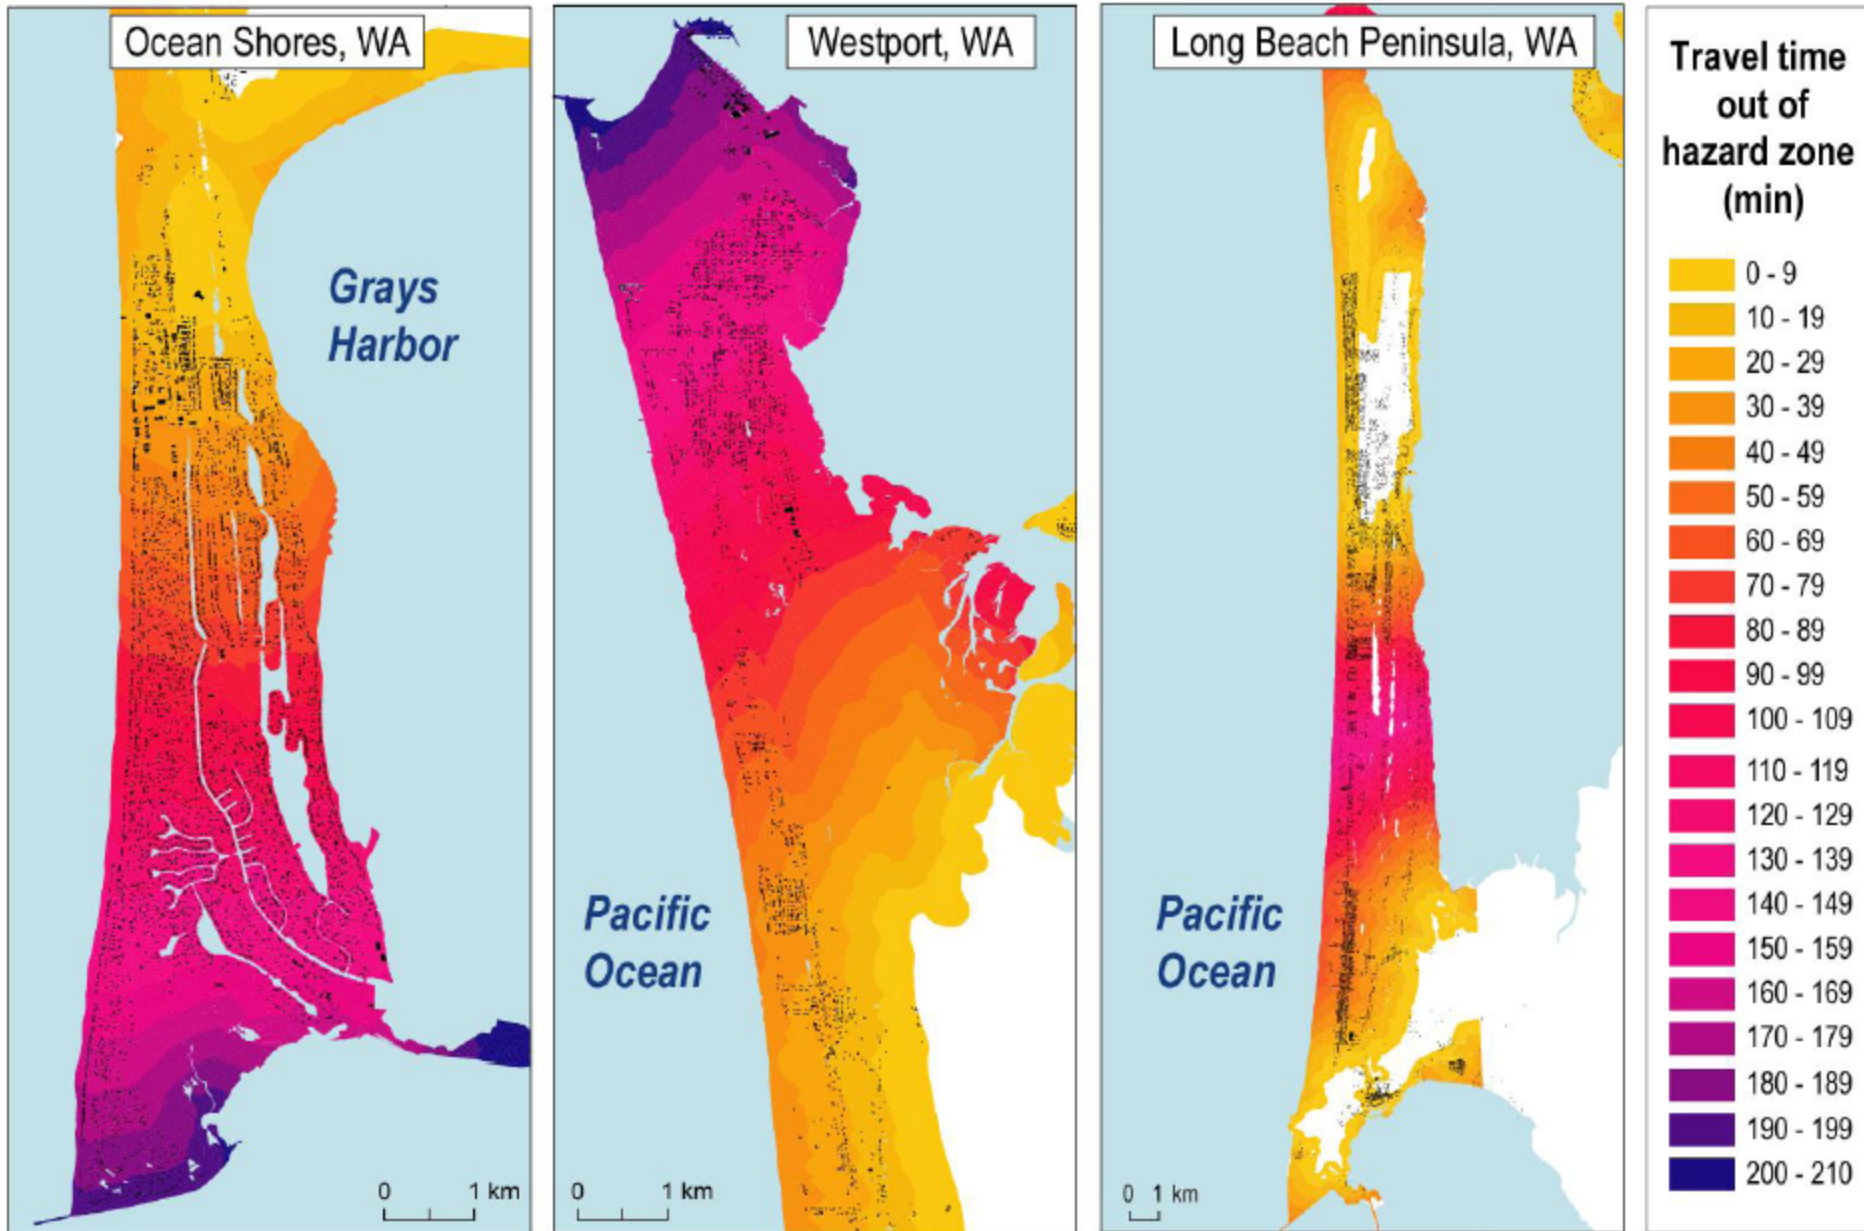 Ocean Shores, WA
Grays
Harbor
0 1 km
Westport, WA
Pacific
Ocean
0 1 km
Long Beach Peninsula, WA
Pacific
Ocean
0 1 km
Travel time
out of
hazard zone
(min)
0 - 9
10 - 19
20 - 29
30 - 39
40 - 49
50 - 59
60 - 69
70 - 79
80 - 89
90 - 99
100 - 109
110 - 119
120 - 129
130 - 139
140 - 149
150 - 159
160 - 169
170 - 179
180 - 189
190 - 199
200 - 210